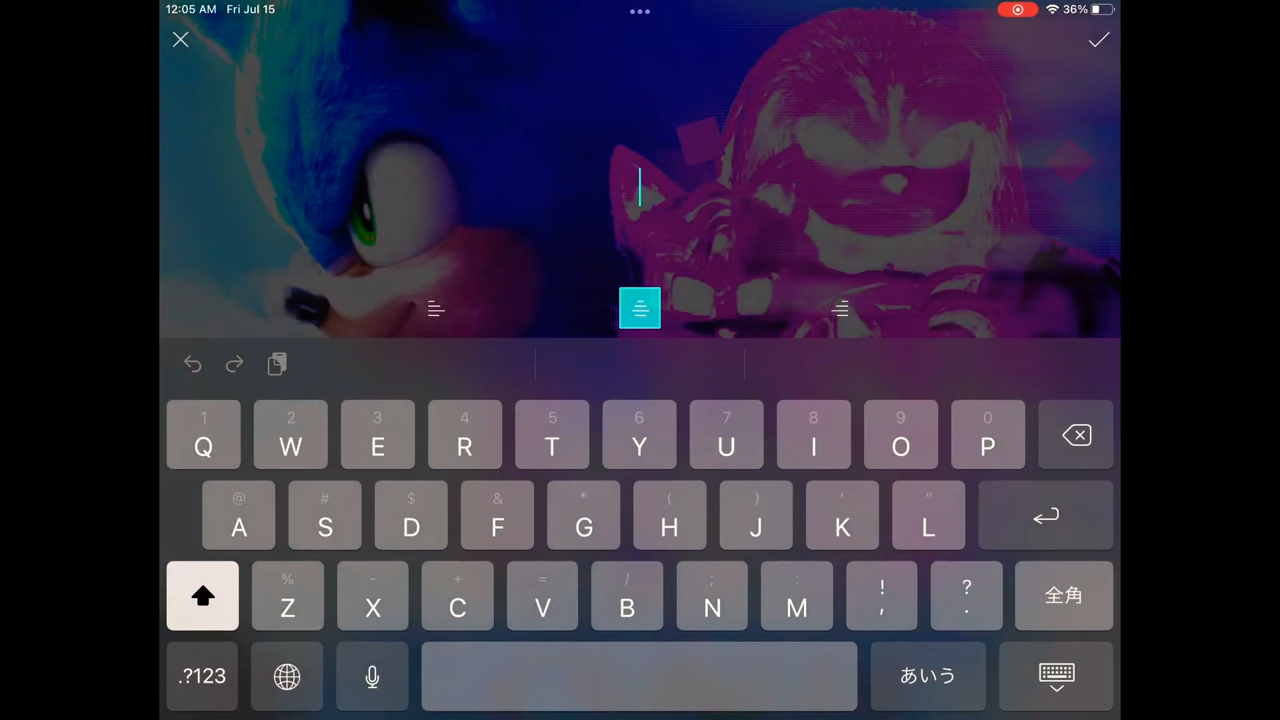 12:05 AM Fri Jul 15 36%
1 2 3 4 5 6 7 8 9 0
Q W E R T Y U I O P
@ # $ & * ( ) ' "
A S D F G H J K L
% - + = / ; : ! ?
Z X C V B N M , . 全角
.?123 あいう